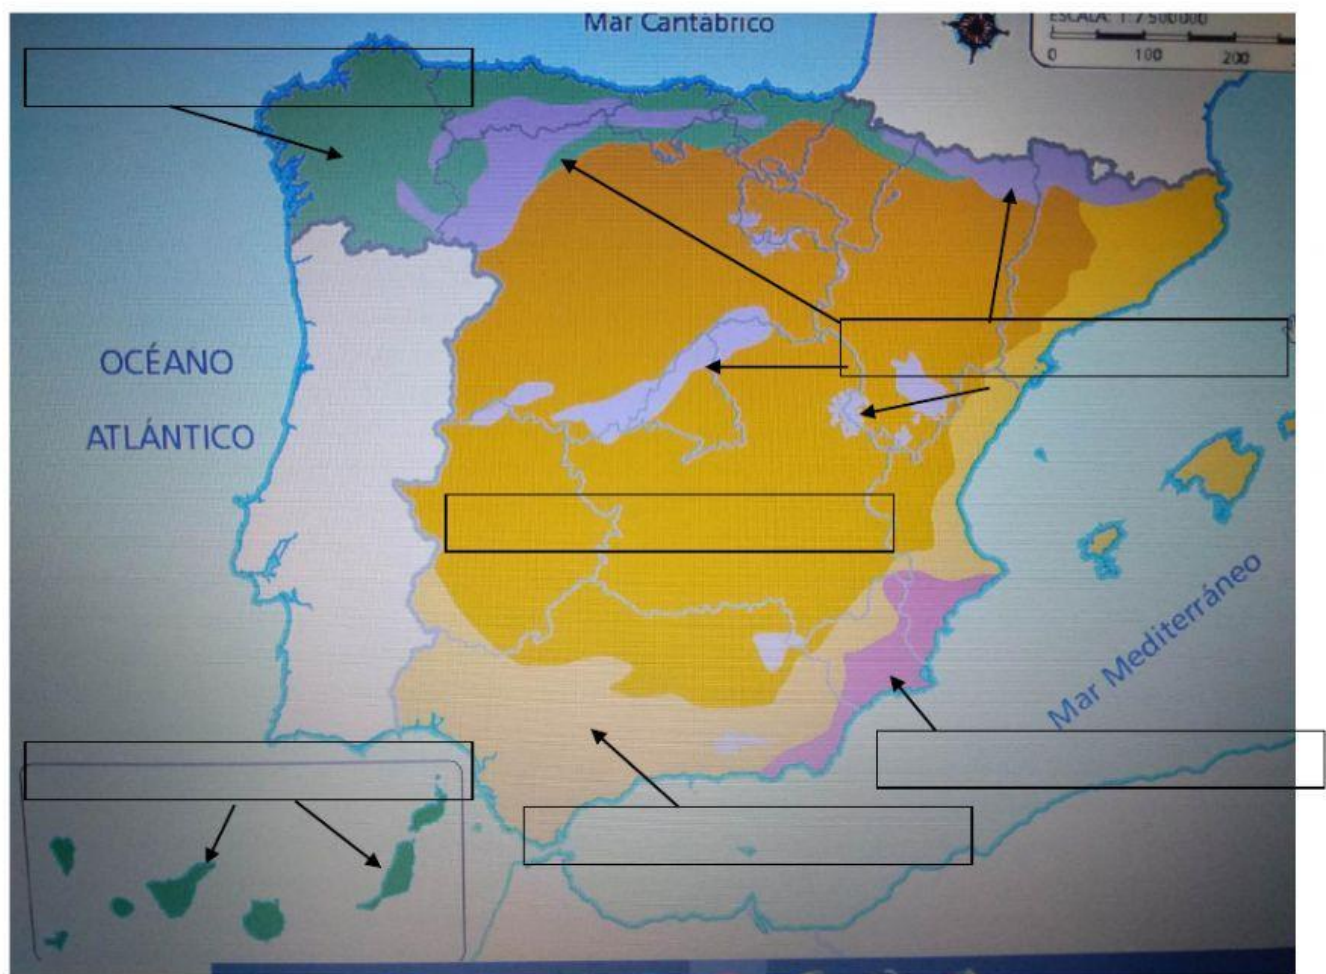 Mar Cantábrico
ESCALA: 1:7 500 000
0 100 200
OCÉANO
ATLÁNTICO
Mar Mediterráneo